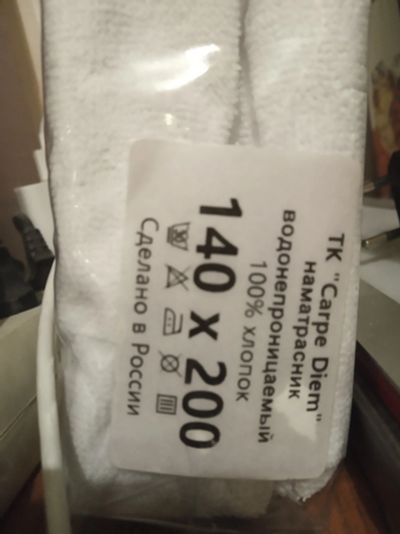 ТК "Carpe Diem"
наматрасник
водонепроницаемый
100% хлопок
140 х 200
Сделано в России